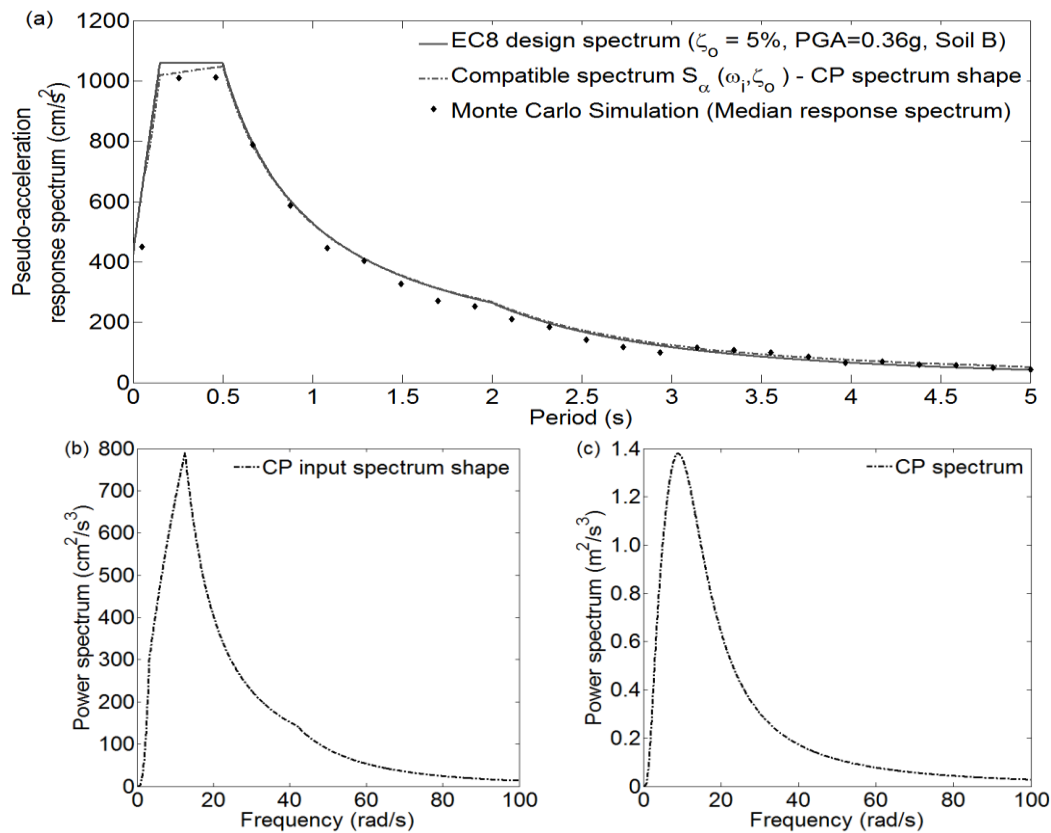 (a)
1200
1000
800
600
400
200
0
Pseudo-acceleration
response spectrum (cm/s²)
EC8 design spectrum (ζₒ = 5%, PGA=0.36g, Soil B)
Compatible spectrum Sα (ωᵢ,ζₒ ) - CP spectrum shape
Monte Carlo Simulation (Median response spectrum)
0 0.5 1 1.5 2 2.5 3 3.5 4 4.5 5
Period (s)
(b)
800
700
600
500
400
300
200
100
0
Power spectrum (cm²/s³)
CP input spectrum shape
0 20 40 60 80 100
Frequency (rad/s)
(c)
1.4
1.2
1.0
0.8
0.6
0.4
0.2
0
Power spectrum (m²/s³)
CP spectrum
0 20 40 60 80 100
Frequency (rad/s)